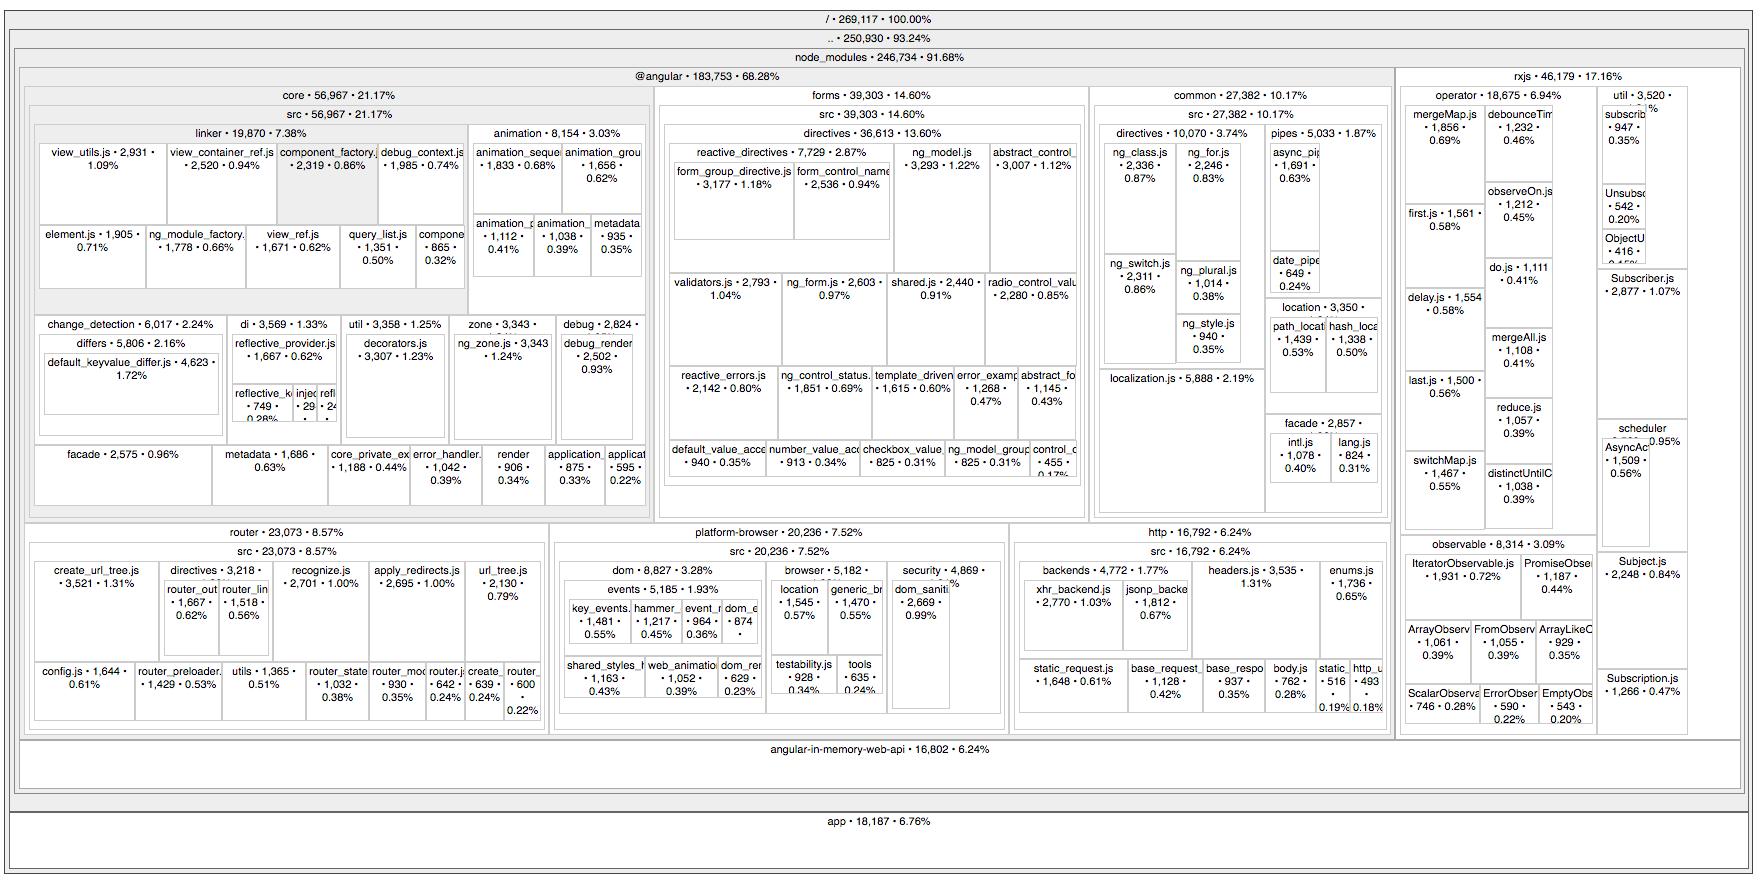 / • 269,117 • 100.00%
.. • 250,930 • 93.24%
node_modules • 246,734 • 91.68%
@angular • 183,753 • 68.28%
core • 56,967 • 21.17%
src • 56,967 • 21.17%
linker • 19,870 • 7.38%
view_utils.js • 2,931 •
1.09%
view_container_ref.js
• 2,520 • 0.94%
component_factory.j
• 2,319 • 0.86%
debug_context.js
• 1,985 • 0.74%
element.js • 1,905 •
0.71%
ng_module_factory.
• 1,778 • 0.66%
view_ref.js
• 1,671 • 0.62%
query_list.js
• 1,351 •
0.50%
compone
• 865 •
0.32%
animation • 8,154 • 3.03%
animation_seque
• 1,833 • 0.68%
animation_grou
• 1,656 •
0.62%
animation_p
• 1,112 •
0.41%
animation_
• 1,038 •
0.39%
metadata
• 935 •
0.35%
change_detection • 6,017 • 2.24%
differs • 5,806 • 2.16%
default_keyvalue_differ.js • 4,623 •
1.72%
di • 3,569 • 1.33%
reflective_provider.js
• 1,667 • 0.62%
reflective_k
• 749 •
0.28%
injec
• 29
•
refl
• 24
•
util • 3,358 • 1.25%
decorators.js
• 3,307 • 1.23%
zone • 3,343 •
ng_zone.js • 3,343
• 1.24%
debug • 2,824 •
debug_render
• 2,502 •
0.93%
facade • 2,575 • 0.96%
metadata • 1,686 •
0.63%
core_private_ex
• 1,188 • 0.44%
error_handler.
• 1,042 •
0.39%
render
• 906 •
0.34%
application_
• 875 •
0.33%
applicat
• 595 •
0.22%
forms • 39,303 • 14.60%
src • 39,303 • 14.60%
directives • 36,613 • 13.60%
reactive_directives • 7,729 • 2.87%
form_group_directive.js
• 3,177 • 1.18%
form_control_name
• 2,536 • 0.94%
ng_model.js
• 3,293 • 1.22%
abstract_control_
• 3,007 • 1.12%
validators.js • 2,793 •
1.04%
ng_form.js • 2,603 •
0.97%
shared.js • 2,440 •
0.91%
radio_control_valu
• 2,280 • 0.85%
reactive_errors.js
• 2,142 • 0.80%
ng_control_status.
• 1,851 • 0.69%
template_driven
• 1,615 • 0.60%
error_examp
• 1,268 •
0.47%
abstract_fo
• 1,145 •
0.43%
default_value_acce
• 940 • 0.35%
number_value_acc
• 913 • 0.34%
checkbox_value_
• 825 • 0.31%
ng_model_group
• 825 • 0.31%
control_c
• 455 •
0.17%
common • 27,382 • 10.17%
src • 27,382 • 10.17%
directives • 10,070 • 3.74%
ng_class.js
• 2,336 •
0.87%
ng_for.js
• 2,246 •
0.83%
ng_switch.js
• 2,311 •
0.86%
ng_plural.js
• 1,014 •
0.38%
ng_style.js
• 940 •
0.35%
pipes • 5,033 • 1.87%
async_pip
• 1,691 •
0.63%
date_pipe
• 649 •
0.24%
localization.js • 5,888 • 2.19%
location • 3,350 •
path_locati
• 1,439 •
0.53%
hash_loca
• 1,338 •
0.50%
facade • 2,857 •
intl.js
• 1,078 •
0.40%
lang.js
• 824 •
0.31%
router • 23,073 • 8.57%
src • 23,073 • 8.57%
create_url_tree.js
• 3,521 • 1.31%
directives • 3,218 •
router_out
• 1,667 •
0.62%
router_lin
• 1,518 •
0.56%
recognize.js
• 2,701 • 1.00%
apply_redirects.js
• 2,695 • 1.00%
url_tree.js
• 2,130 •
0.79%
config.js • 1,644 •
0.61%
router_preloader.
• 1,429 • 0.53%
utils • 1,365 •
0.51%
router_state
• 1,032 •
0.38%
router_mod
• 930 •
0.35%
router.js
• 642 •
0.24%
create_
• 639 •
0.24%
router_
• 600
•
0.22%
platform-browser • 20,236 • 7.52%
src • 20,236 • 7.52%
dom • 8,827 • 3.28%
events • 5,185 • 1.93%
key_events.
• 1,481 •
0.55%
hammer_
• 1,217 •
0.45%
event_m
• 964 •
0.36%
dom_e
• 874
•
shared_styles_h
• 1,163 •
0.43%
web_animatio
• 1,052 •
0.39%
dom_ren
• 629 •
0.23%
browser • 5,182 •
location
• 1,545 •
0.57%
generic_br
• 1,470 •
0.55%
testability.js
• 928 •
0.34%
tools
• 635 •
0.24%
security • 4,869 •
dom_saniti
• 2,669 •
0.99%
http • 16,792 • 6.24%
src • 16,792 • 6.24%
backends • 4,772 • 1.77%
xhr_backend.js
• 2,770 • 1.03%
jsonp_backe
• 1,812 •
0.67%
headers.js • 3,535 •
1.31%
enums.js
• 1,736 •
0.65%
static_request.js
• 1,648 • 0.61%
base_request_
• 1,128 •
0.42%
base_respo
• 937 •
0.35%
body.js
• 762 •
0.28%
static_
• 516
•
0.19%
http_u
• 493
•
0.18%
rxjs • 46,179 • 17.16%
operator • 18,675 • 6.94%
mergeMap.js
• 1,856 •
0.69%
debounceTim
• 1,232 •
0.46%
first.js • 1,561 •
0.58%
observeOn.js
• 1,212 •
0.45%
delay.js • 1,554
• 0.58%
do.js • 1,111
• 0.41%
mergeAll.js
• 1,108 •
0.41%
last.js • 1,500 •
0.56%
reduce.js
• 1,057 •
0.39%
switchMap.js
• 1,467 •
0.55%
distinctUntilC
• 1,038 •
0.39%
util • 3,520 •
subscrib
• 947 •
0.35%
Unsubsc
• 542 •
0.20%
ObjectU
• 416 •
Subscriber.js
• 2,877 • 1.07%
scheduler
0.95%
AsyncAct
• 1,509 •
0.56%
Subject.js
• 2,248 • 0.84%
Subscription.js
• 1,266 • 0.47%
observable • 8,314 • 3.09%
IteratorObservable.js
• 1,931 • 0.72%
PromiseObser
• 1,187 •
0.44%
ArrayObserv
• 1,061 •
0.39%
FromObserv
• 1,055 •
0.39%
ArrayLikeO
• 929 •
0.35%
ScalarObserva
• 746 • 0.28%
ErrorObser
• 590 •
0.22%
EmptyObs
• 543 •
0.20%
angular-in-memory-web-api • 16,802 • 6.24%
app • 18,187 • 6.76%